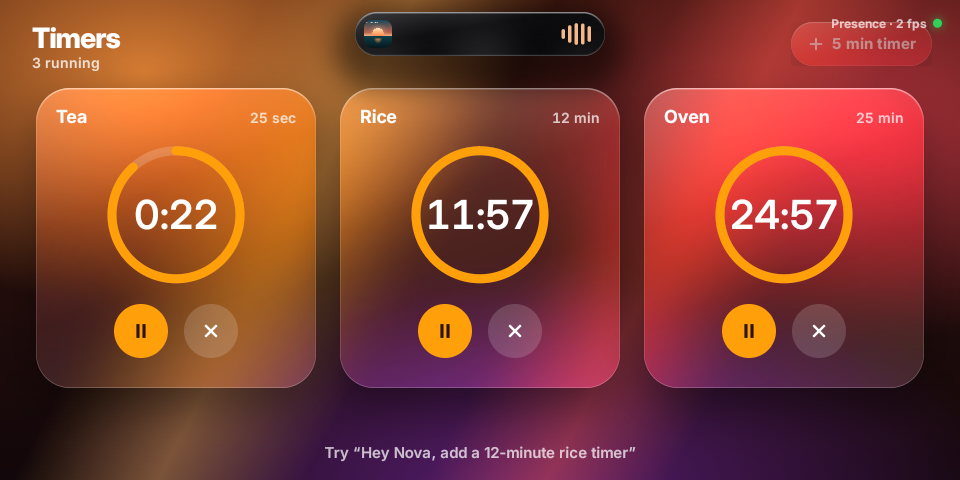 Timers
3 running
Presence · 2 fps
5 min timer
Tea
25 sec
0:22
Rice
12 min
11:57
Oven
25 min
24:57
Try “Hey Nova, add a 12-minute rice timer”